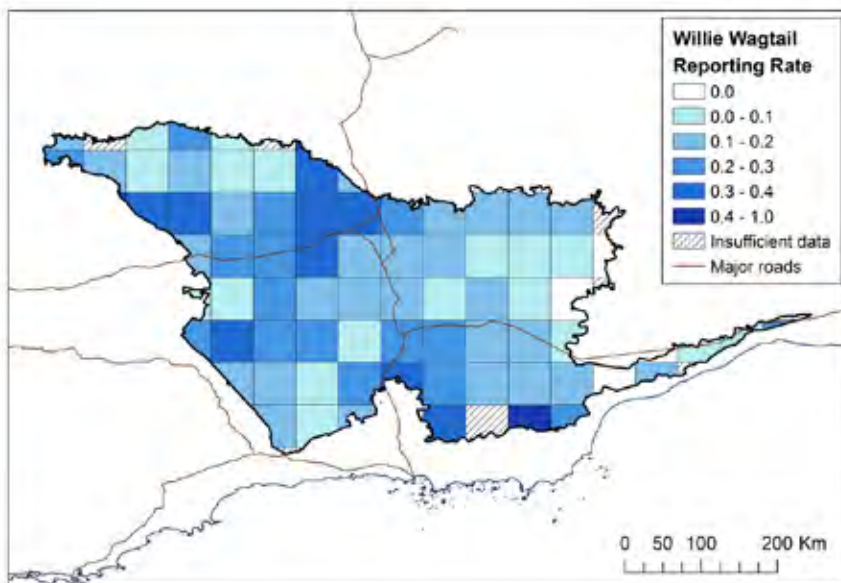 Willie Wagtail
Reporting Rate
0.0
0.0 - 0.1
0.1 - 0.2
0.2 - 0.3
0.3 - 0.4
0.4 - 1.0
Insufficient data
Major roads
0 50 100 200 Km